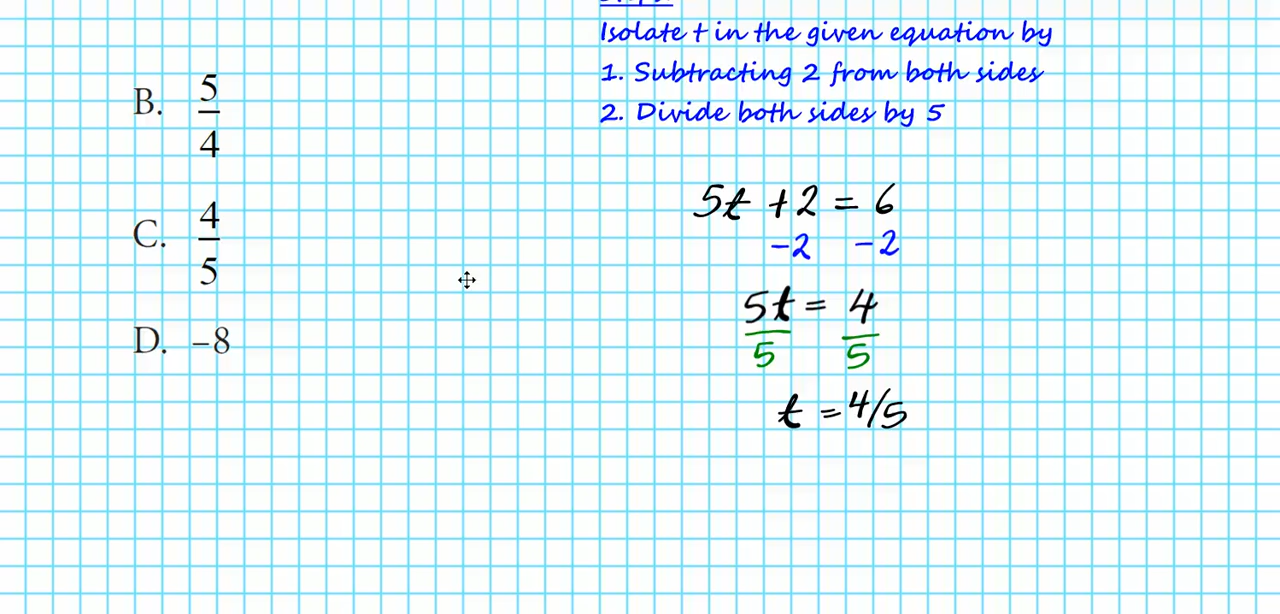 Isolate t in the given equation by
1. Subtracting 2 from both sides
2. Divide both sides by 5
B. 5/4
C. 4/5
D. -8
5t + 2 = 6
-2 -2
5t = 4
5 5
t = 4/5